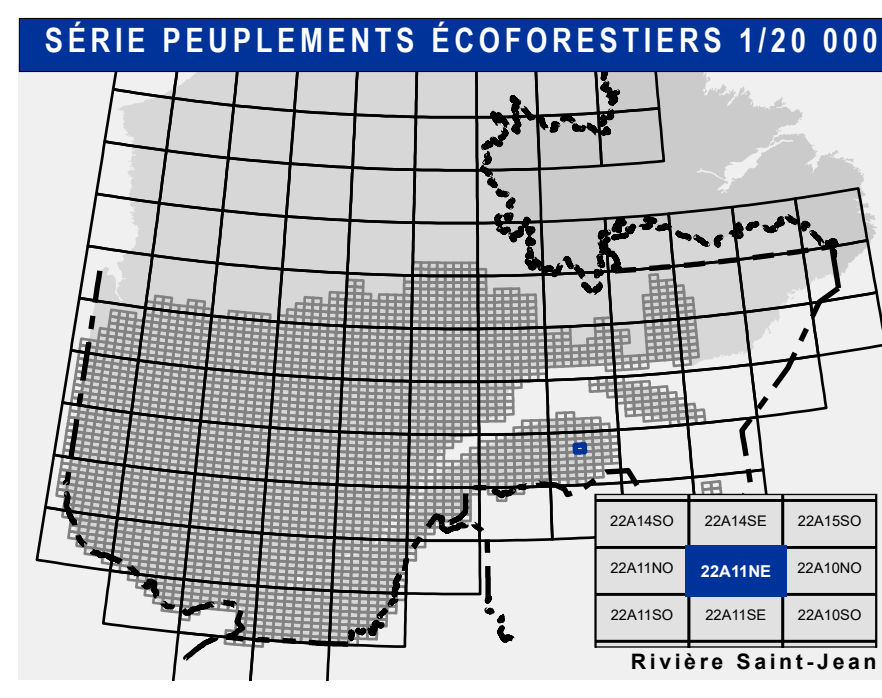 SÉRIE PEUPLEMENTS ÉCOFORESTIERS 1/20 000
22A14SO 22A14SE 22A15SO
22A11NO 22A11NE 22A10NO
22A11SO 22A11SE 22A10SO
Rivière Saint-Jean